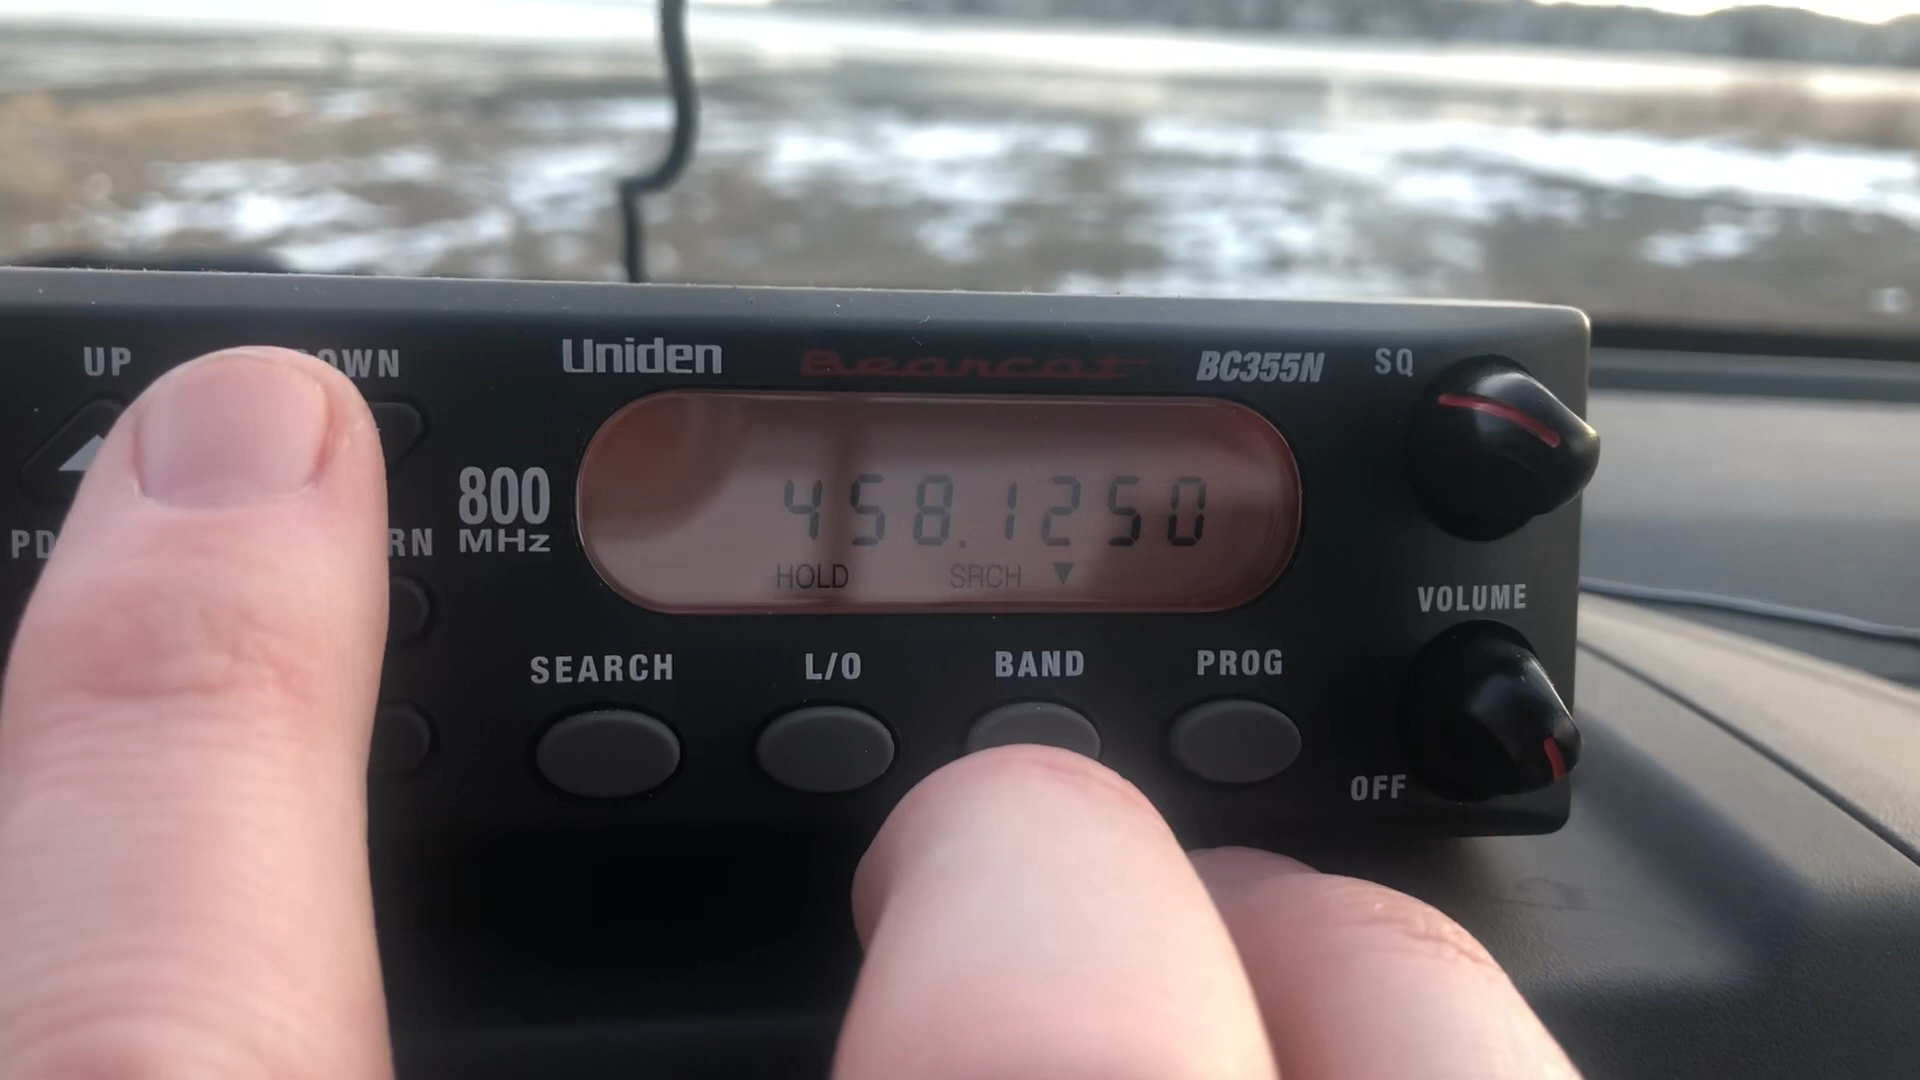 UP
DOWN
Uniden
Bearcat
BC355N
SQ
800
MHz
458.1250
HOLD SRCH ▼
VOLUME
SEARCH
L/O
BAND
PROG
OFF